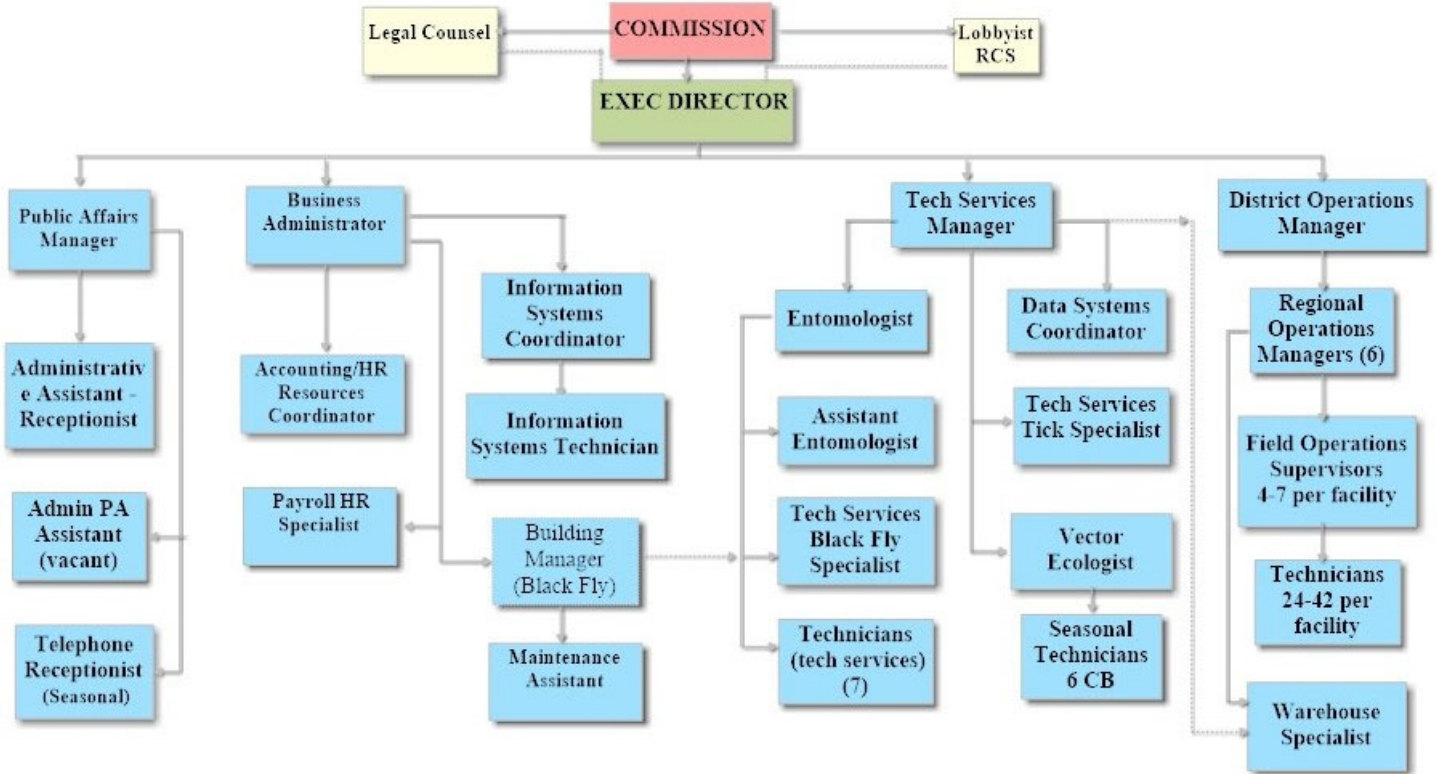 Legal Counsel
COMMISSION
Lobbyist
RCS
EXEC DIRECTOR
Public Affairs
Manager
Business
Administrator
Tech Services
Manager
District Operations
Manager
Information
Systems
Coordinator
Entomologist
Data Systems
Coordinator
Regional
Operations
Managers (6)
Administrativ
e Assistant -
Receptionist
Accounting/HR
Resources
Coordinator
Information
Systems Technician
Assistant
Entomologist
Tech Services
Tick Specialist
Field Operations
Supervisors
4-7 per facility
Admin PA
Assistant
(vacant)
Payroll HR
Specialist
Building
Manager
(Black Fly)
Tech Services
Black Fly
Specialist
Vector
Ecologist
Technicians
24-42 per
facility
Telephone
Receptionist
(Seasonal)
Maintenance
Assistant
Technicians
(tech services)
(7)
Seasonal
Technicians
6 CB
Warehouse
Specialist